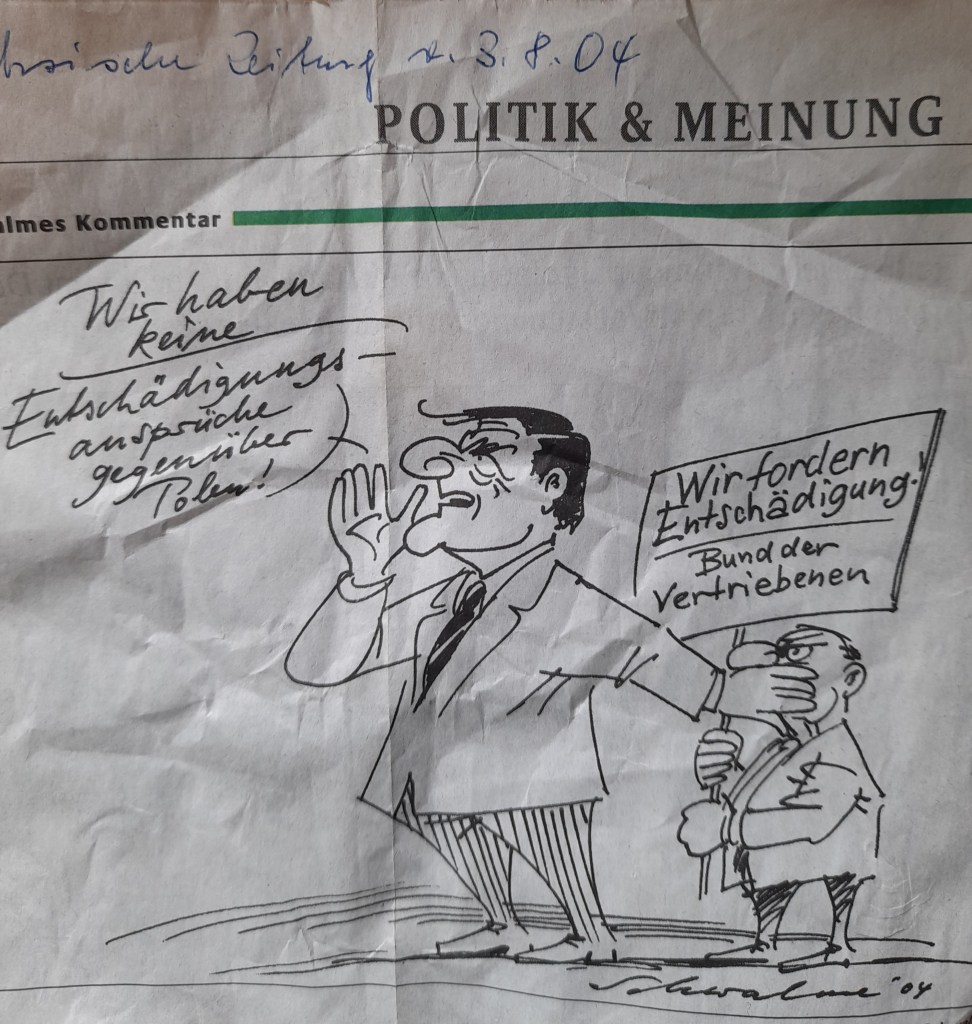 Zeitung v. 3.8.04
POLITIK & MEINUNG
lmes Kommentar
Wir haben
keine
Entschädigungs-
ansprüche
gegenüber
Polen!
Wir fordern
Entschädigung!
Bund der
Vertriebenen
Schwalme '04